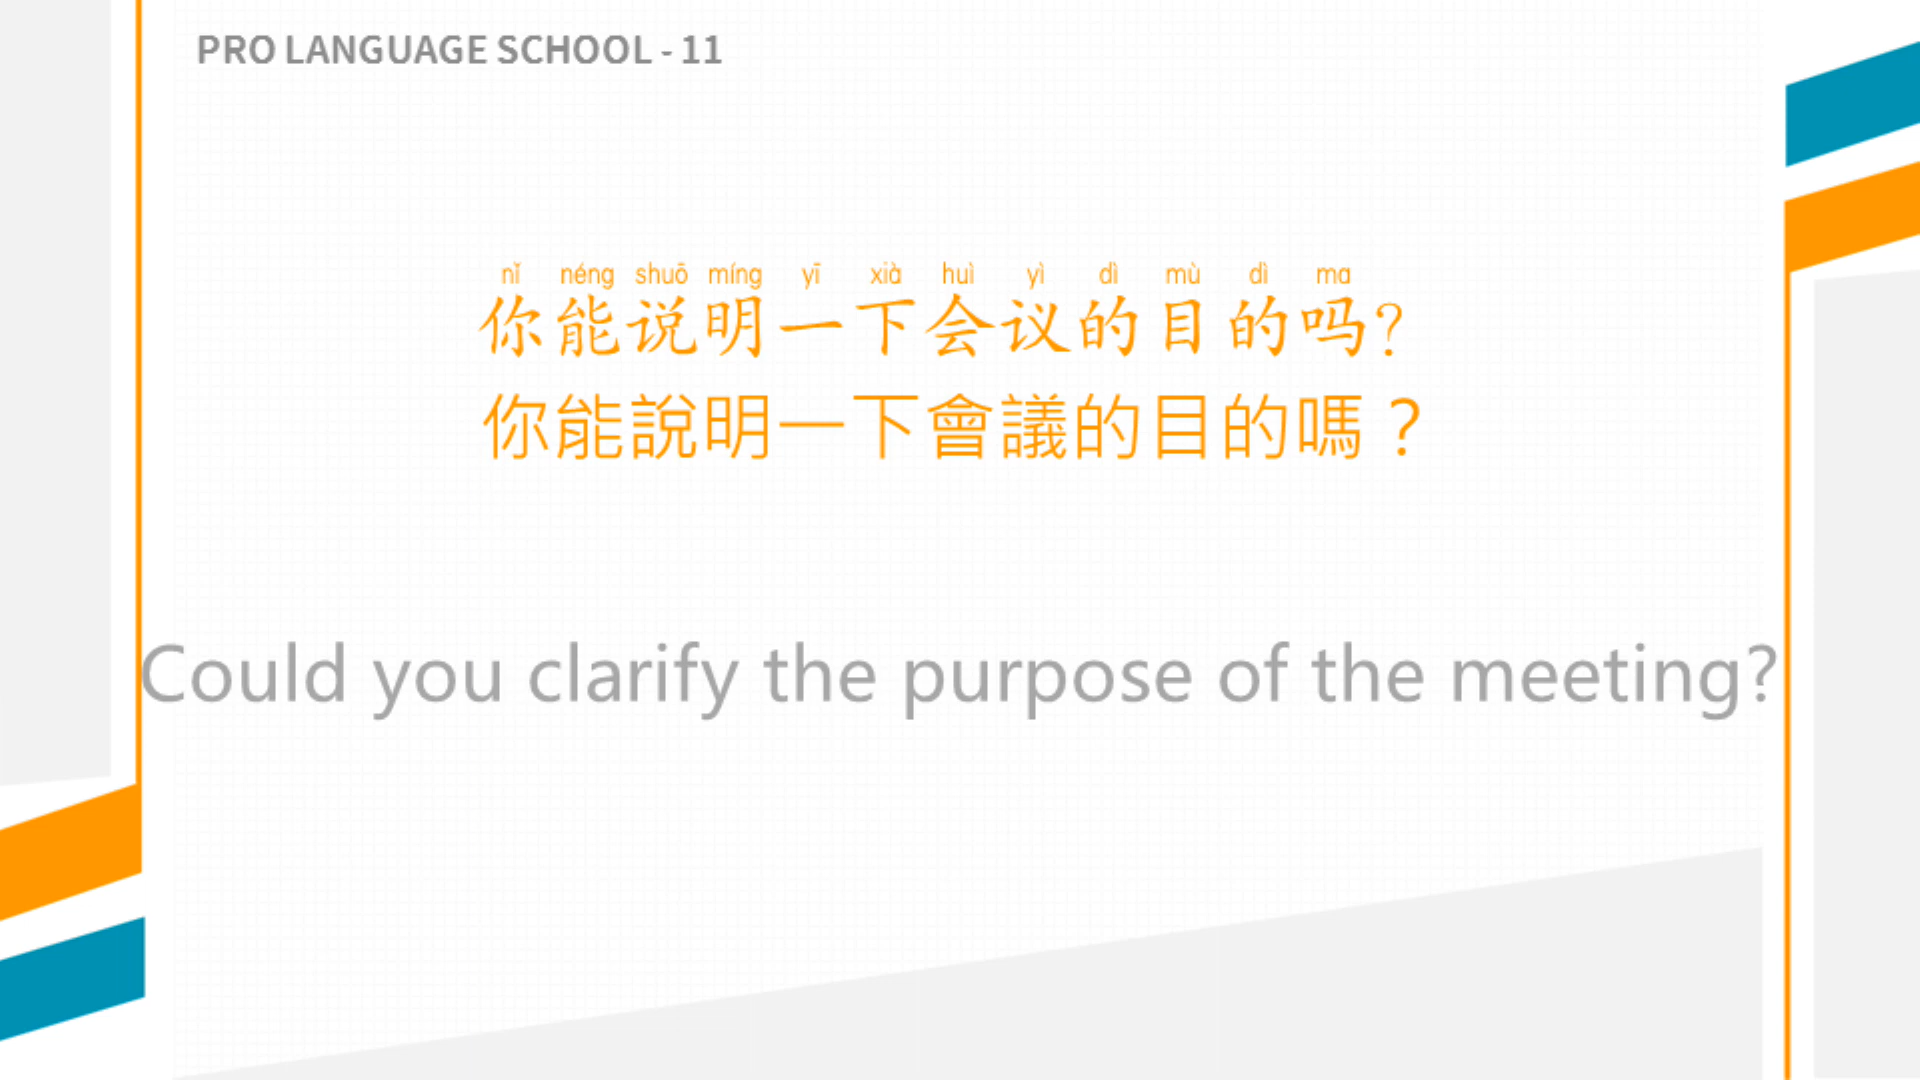 PRO LANGUAGE SCHOOL - 11
nǐ néng shuō míng yī xià huì yì dì mù dì ma
你能说明一下会议的目的吗?
你能說明一下會議的目的嗎？
Could you clarify the purpose of the meeting?